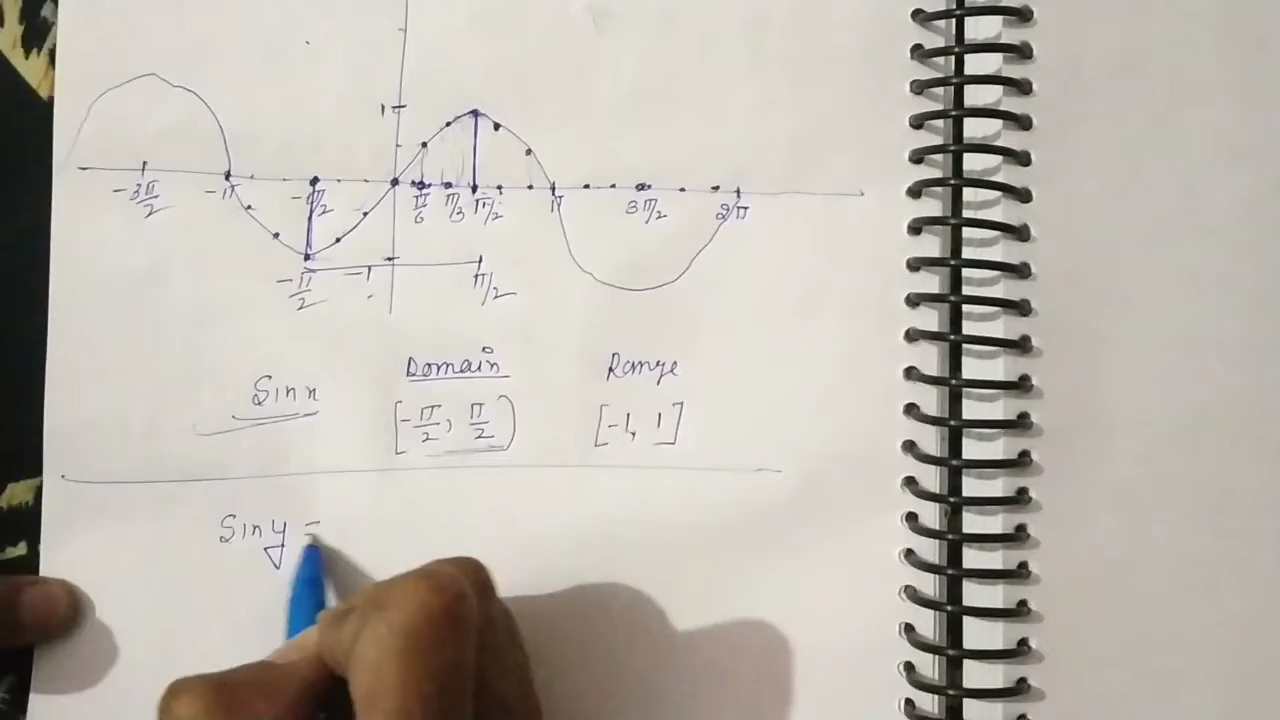 1
-3π/2 -π -π/2 π/6 π/3 π/2 π 3π/2 2π
-π/2 -1 π/2
Domain Range
Sin x [-π/2, π/2) [-1, 1]
Sin y =